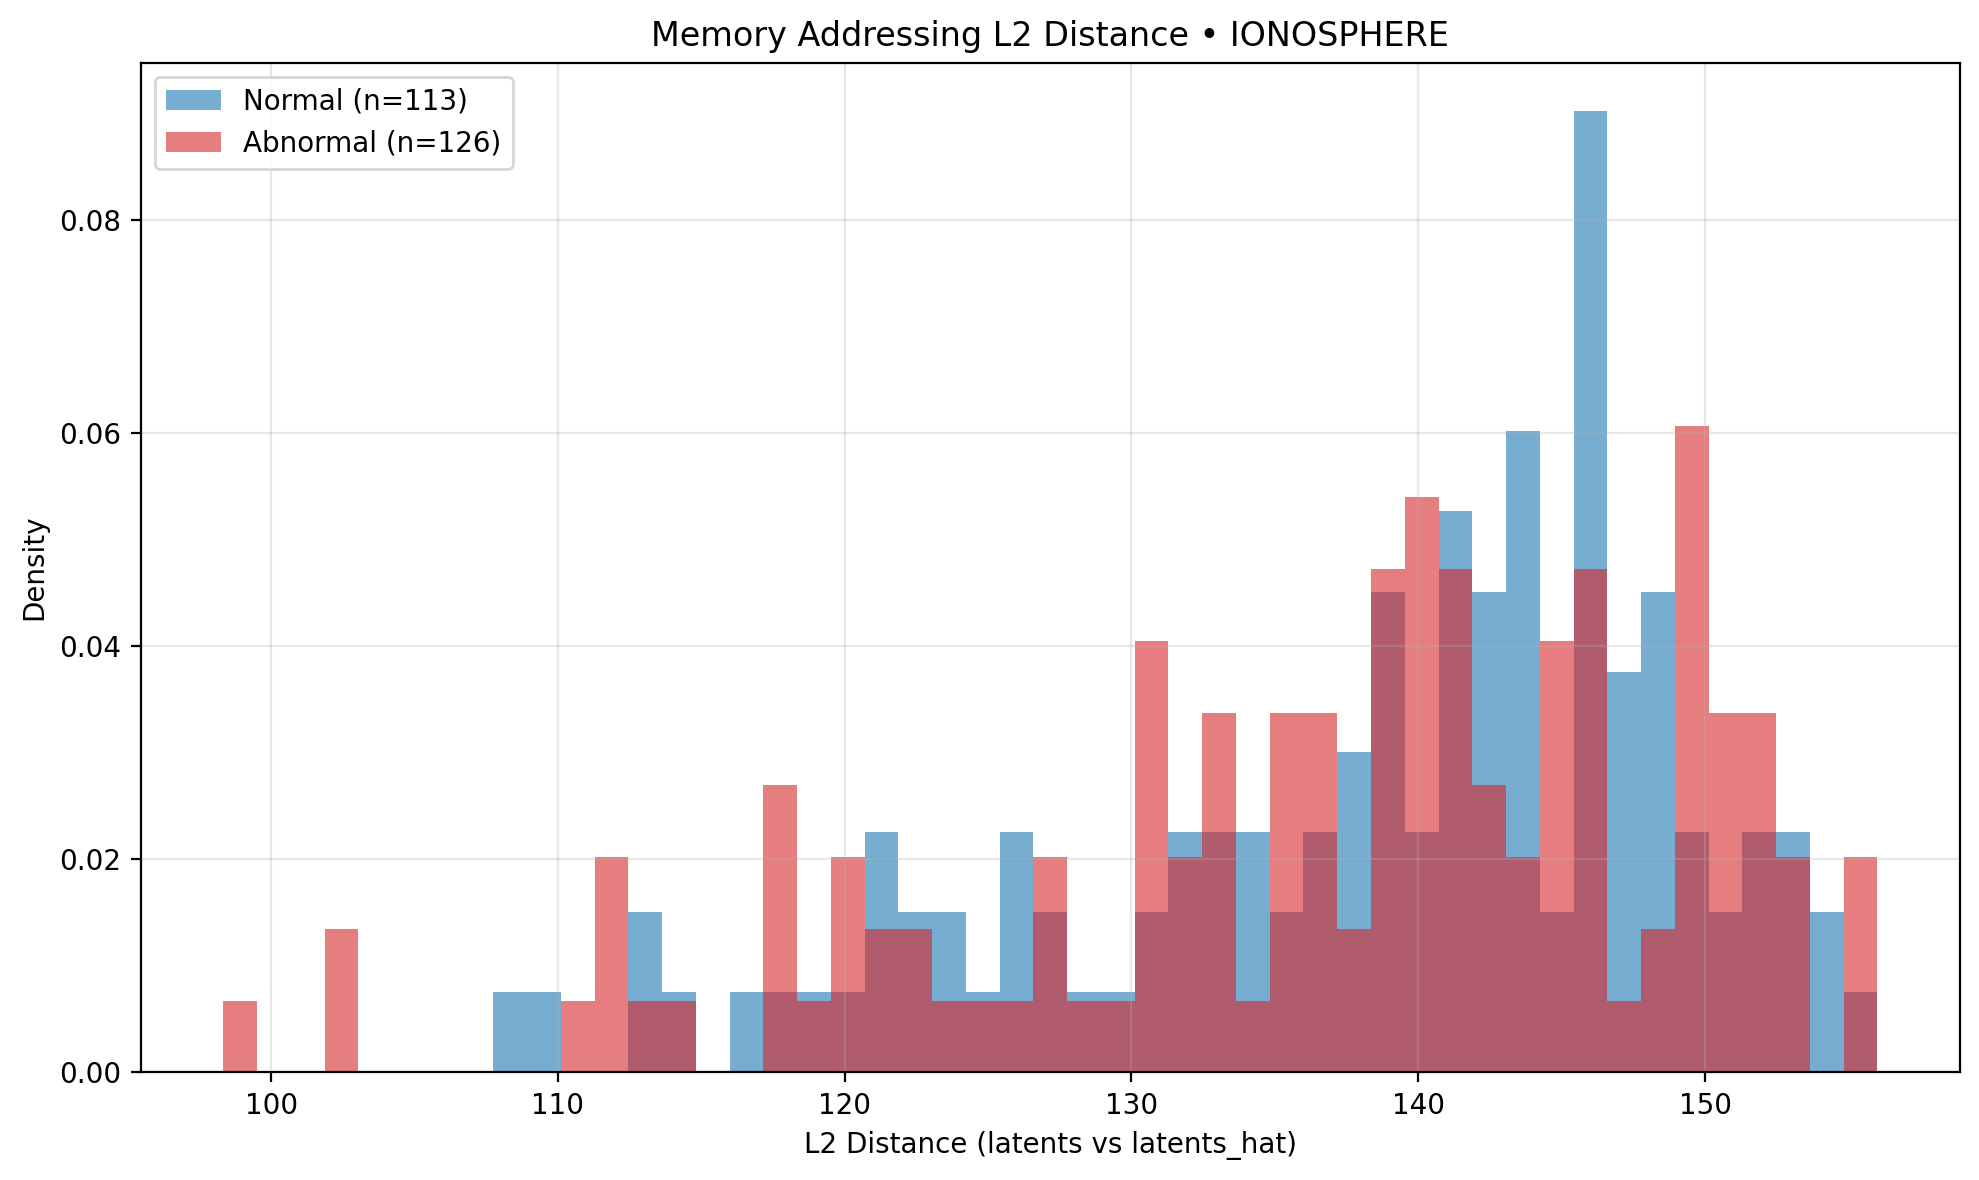 Memory Addressing L2 Distance • IONOSPHERE
Normal (n=113)
Abnormal (n=126)
Density
0.08
0.06
0.04
0.02
0.00
100 110 120 130 140 150
L2 Distance (latents vs latents_hat)